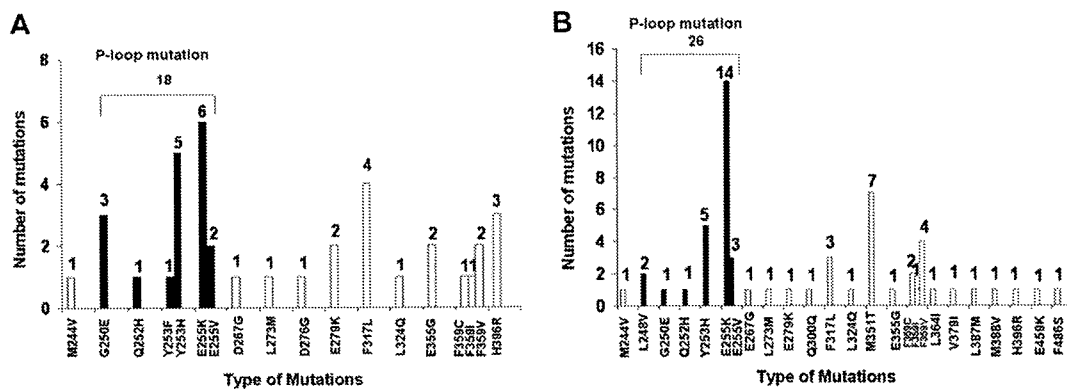 A
P-loop mutation
18
Number of mutations
8
6
4
2
0
1
3
1
1
5
6
2
1
1
1
2
4
1
2
1
1
2
3
M244V
G250E
Q252H
Y253F
Y253H
E255K
E255V
D267G
L273M
D276G
E279K
F317L
L324Q
E355G
F359C
F359I
F359V
H396R
Type of Mutations
B
P-loop mutation
26
Number of mutations
16
14
12
10
8
6
4
2
0
1
2
1
1
5
14
3
1
1
1
1
3
1
7
1
2
1
4
1
1
1
1
1
1
1
M244V
L248V
G250E
Q252H
Y253H
E255K
E255V
E267G
L273M
E279K
Q300Q
F317L
L324Q
M351T
E355G
F359C
F359I
F359V
L364I
V379I
L387M
M388V
H396R
E459K
F486S
Type of Mutations